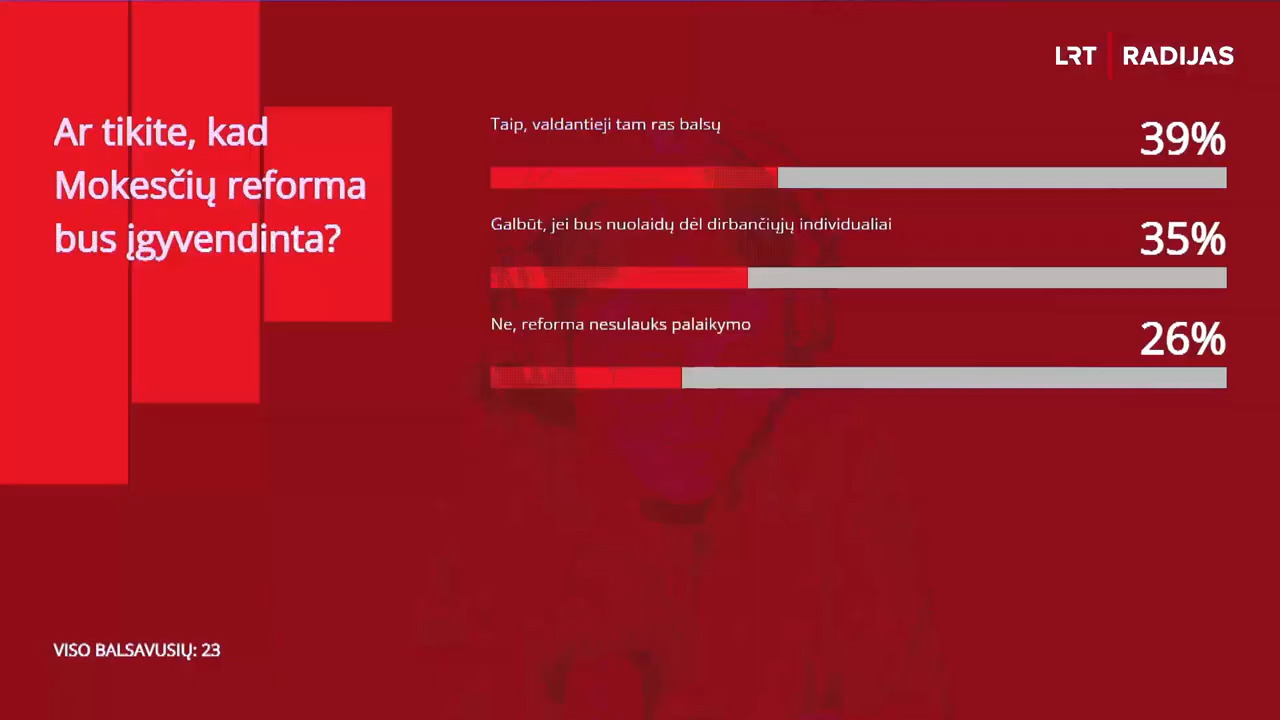 LRT RADIJAS
Ar tikite, kad
Mokesčių reforma
bus įgyvendinta?
Taip, valdantieji tam ras balsų
39%
Galbūt, jei bus nuolaidų dėl dirbančiųjų individualiai
35%
Ne, reforma nesulauks palaikymo
26%
VISO BALSAVUSIŲ: 23